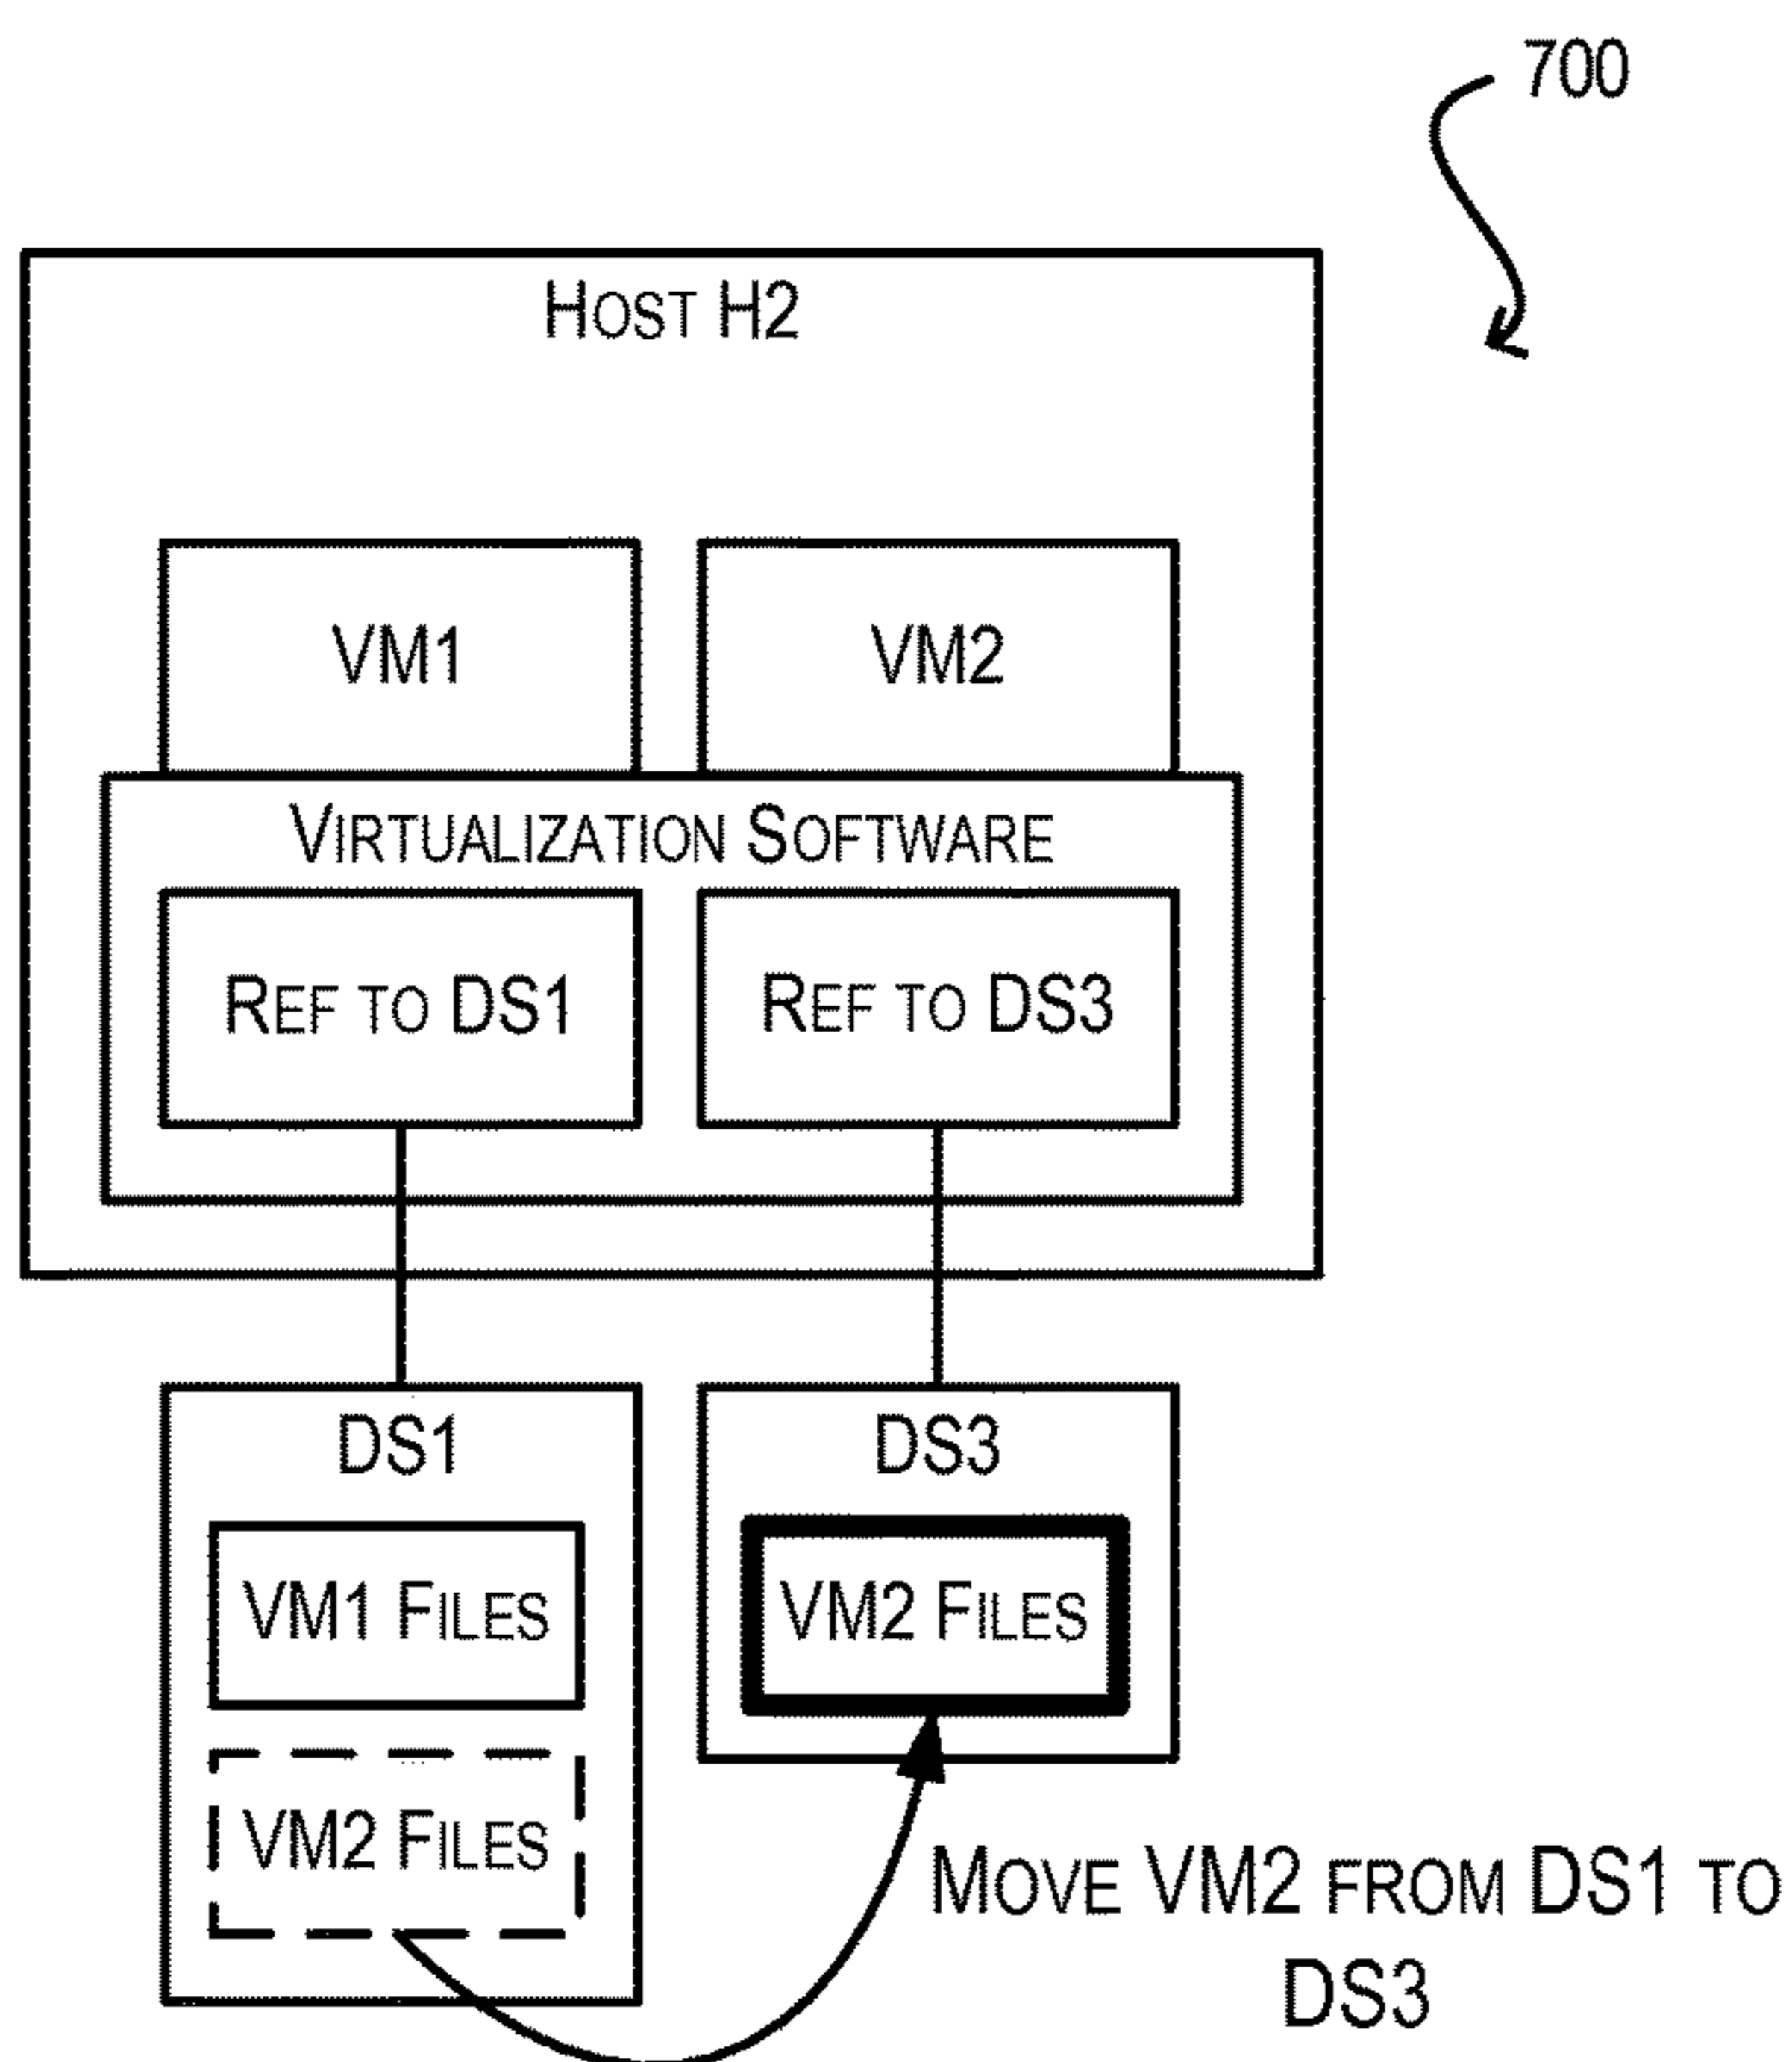 700
HOST H2
VM1
VM2
VIRTUALIZATION SOFTWARE
REF TO DS1
REF TO DS3
DS1
DS3
VM1 FILES
VM2 FILES
VM2 FILES
MOVE VM2 FROM DS1 TO
DS3